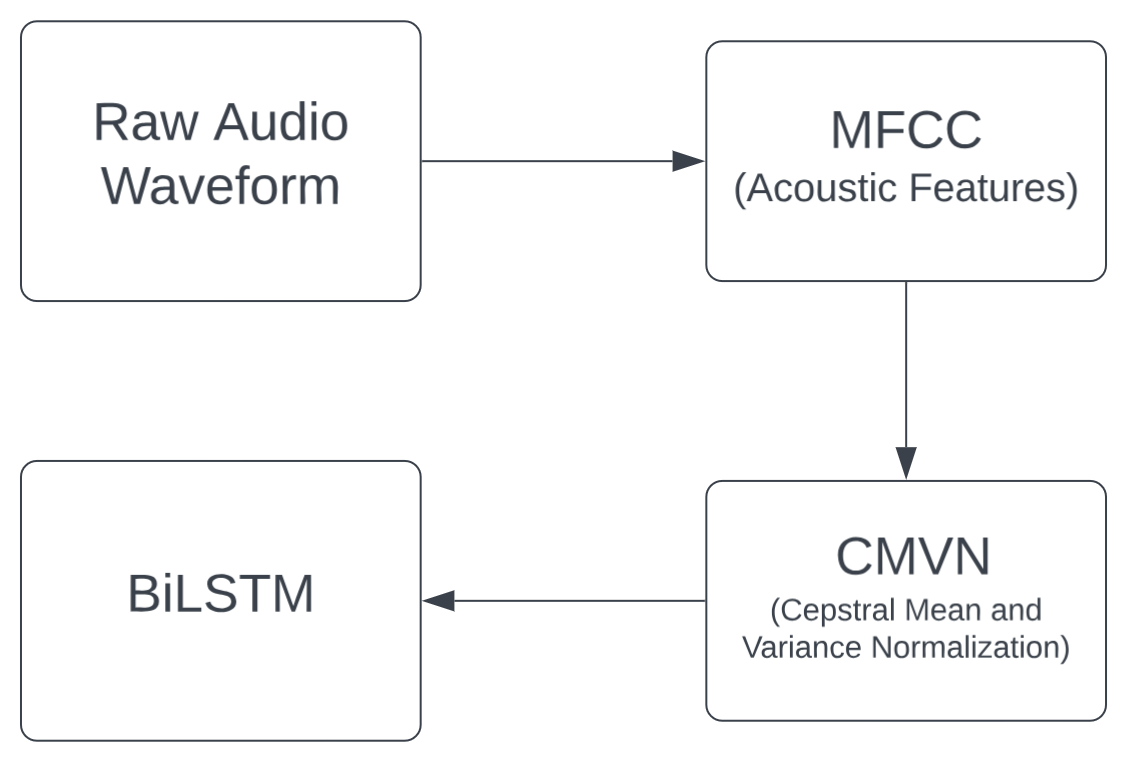 Raw Audio
Waveform
MFCC
(Acoustic Features)
CMVN
(Cepstral Mean and
Variance Normalization)
BiLSTM